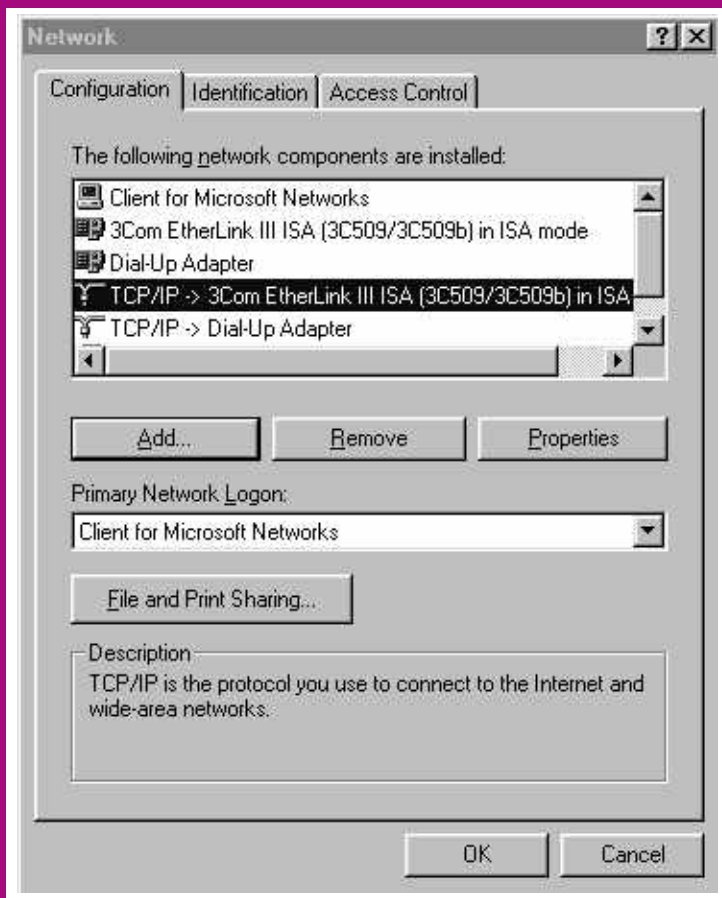 Network
Configuration Identification Access Control
The following network components are installed:
Client for Microsoft Networks
3Com EtherLink III ISA (3C509/3C509b) in ISA mode
Dial-Up Adapter
TCP/IP -> 3Com EtherLink III ISA (3C509/3C509b) in ISA
TCP/IP -> Dial-Up Adapter
Add... Remove Properties
Primary Network Logon:
Client for Microsoft Networks
File and Print Sharing...
Description
TCP/IP is the protocol you use to connect to the Internet and
wide-area networks.
OK Cancel